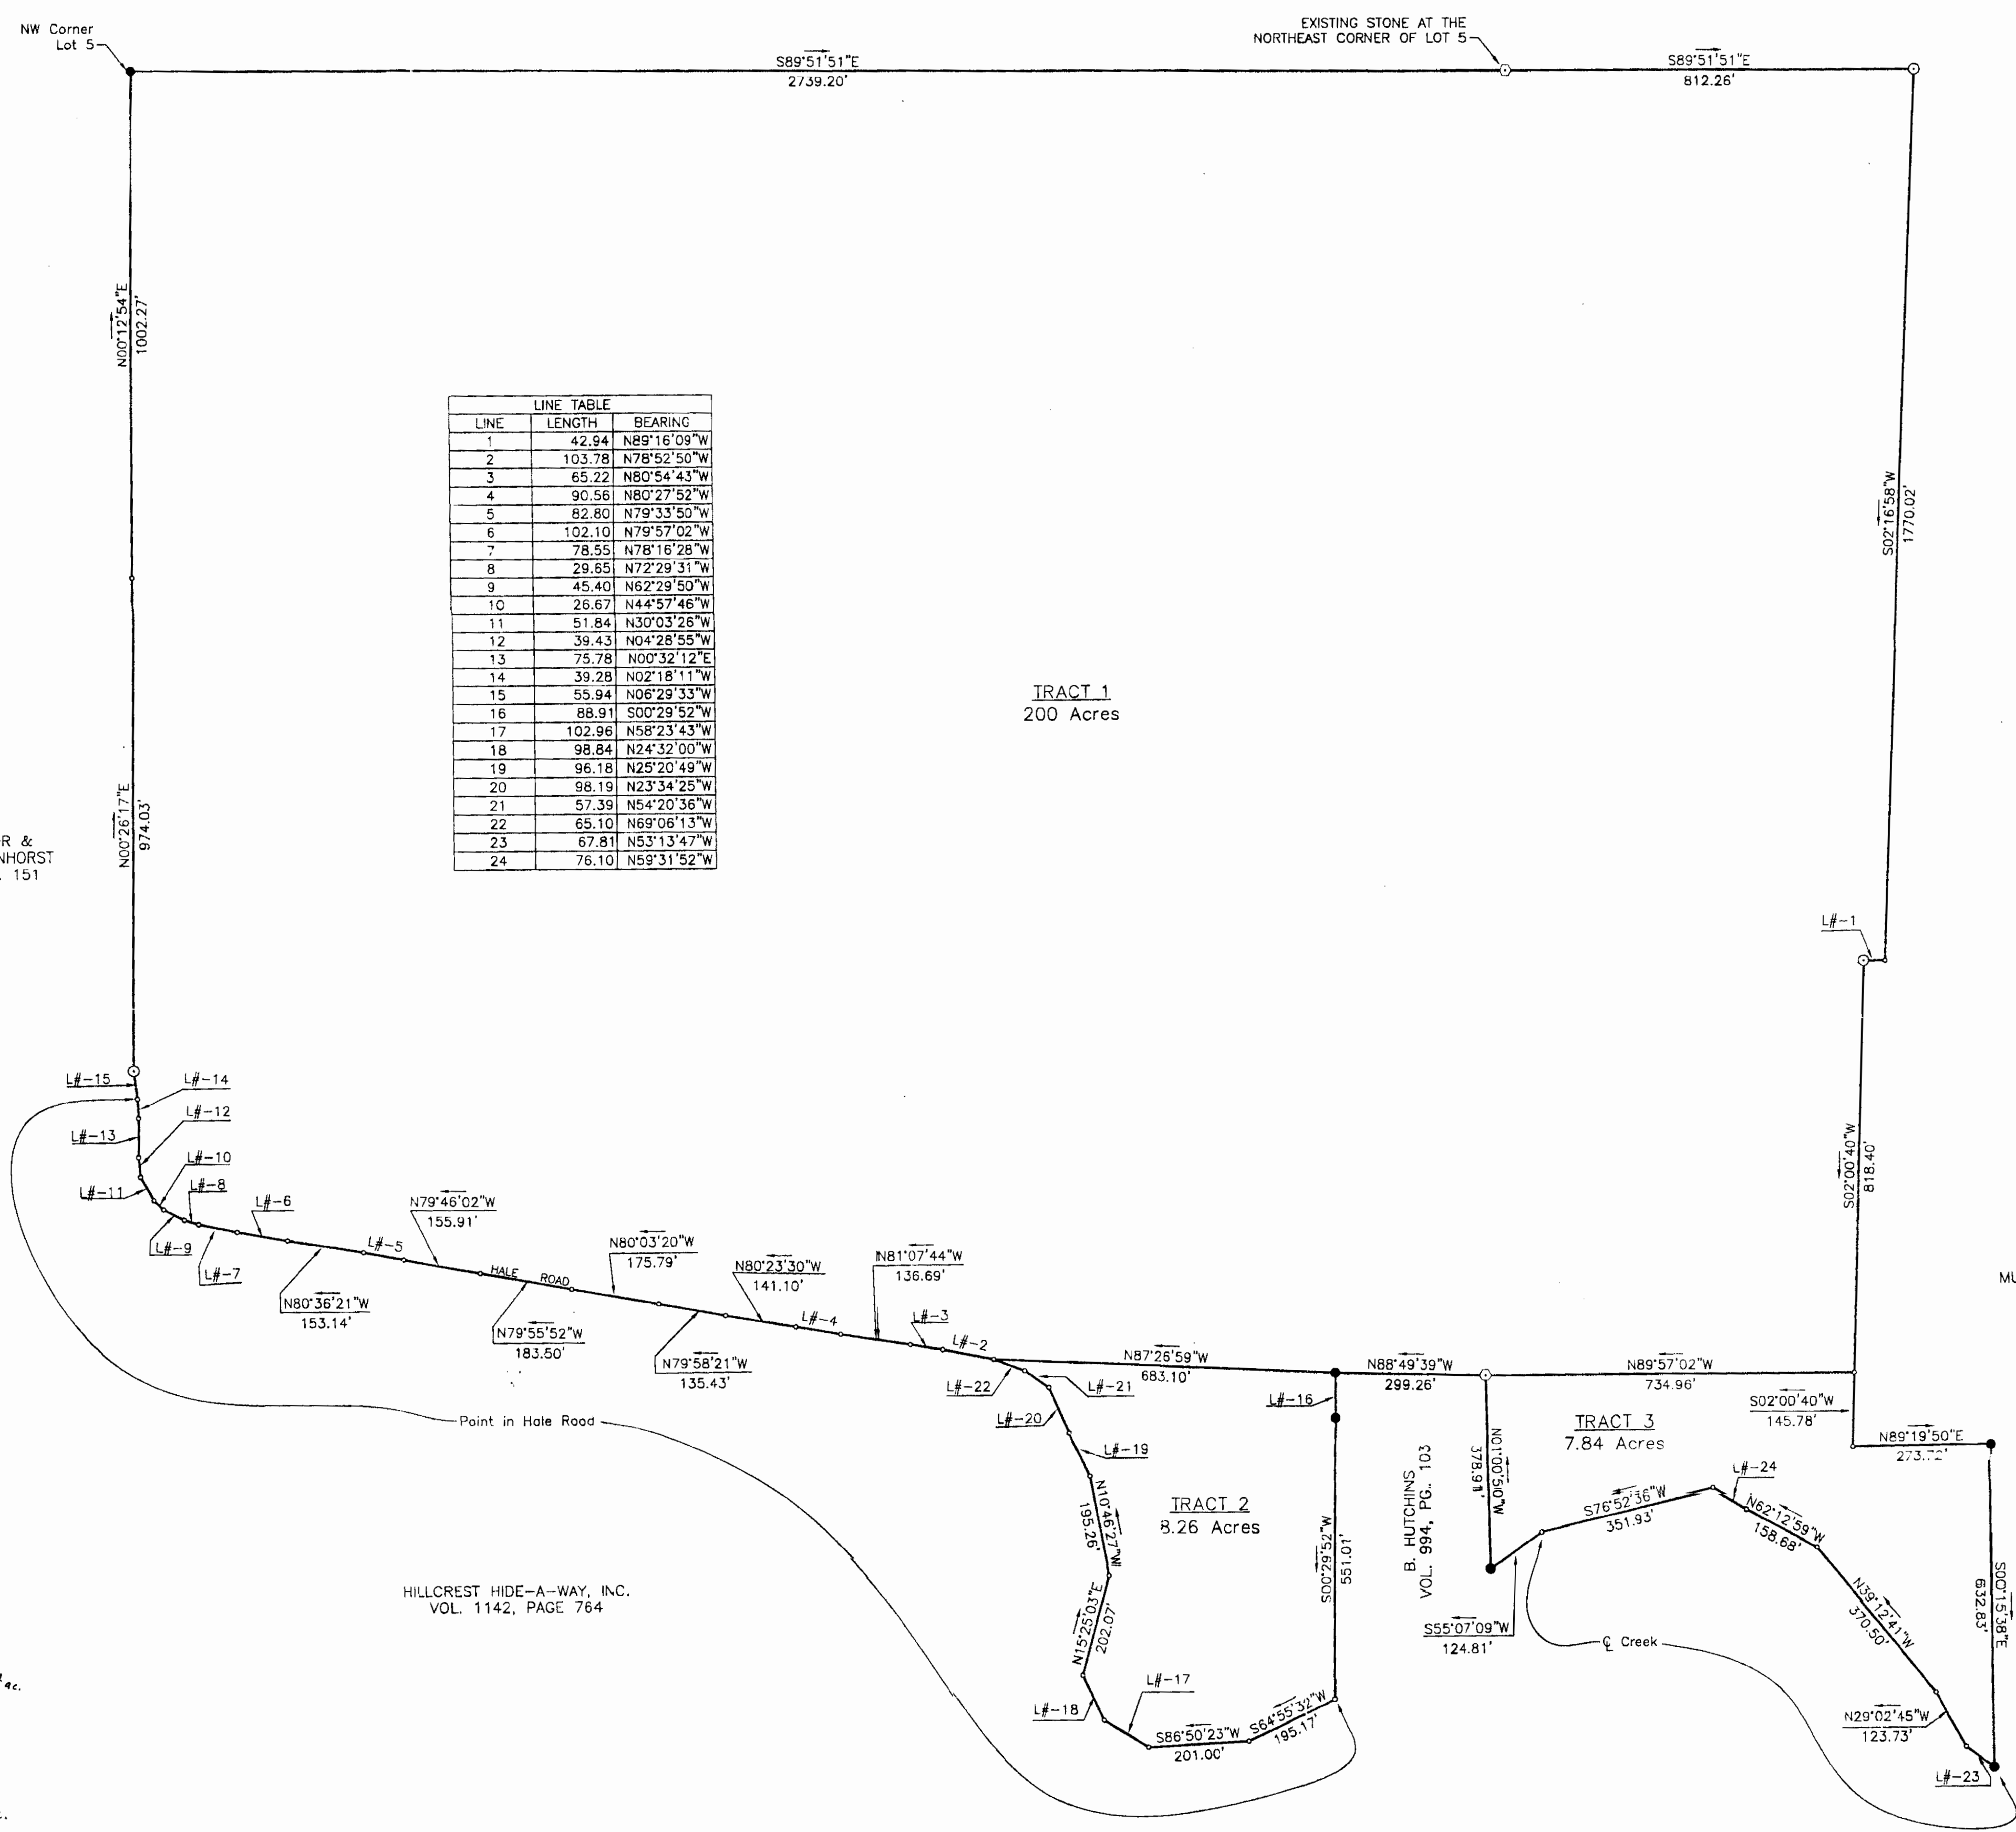 NW Corner
Lot 5
EXISTING STONE AT THE
NORTHEAST CORNER OF LOT 5
S89°51'51"E
2739.20'
S89°51'51"E
812.26'
N00°12'54"E
1002.27'
S02°16'58"W
1770.02'
LINE TABLE
LINE LENGTH BEARING
1 42.94 N89°16'09"W
2 103.78 N78°52'50"W
3 65.22 N80°54'43"W
4 90.56 N80°27'52"W
5 82.80 N79°33'50"W
6 102.10 N79°57'02"W
7 78.55 N78°16'28"W
8 29.65 N72°29'31"W
9 45.40 N62°29'50"W
10 26.67 N44°57'46"W
11 51.84 N30°03'26"W
12 39.43 N04°28'55"W
13 75.78 N00°32'12"E
14 39.28 N02°18'11"W
15 55.94 N06°29'33"W
16 88.91 S00°29'52"W
17 102.96 N58°23'43"W
18 98.84 N24°32'00"W
19 96.18 N25°20'49"W
20 98.19 N23°34'25"W
21 57.39 N54°20'36"W
22 65.10 N69°06'13"W
23 67.81 N53°13'47"W
24 76.10 N59°31'52"W
TRACT 1
200 Acres
N00°26'17"E
974.03'
R &
NHORST
151
L#-1
L#-15
L#-14
L#-12
L#-13
L#-10
L#-11
L#-8
L#-9
L#-6
L#-7
L#-5
N79°46'02"W
155.91'
N80°36'21"W
153.14'
HALE ROAD
N79°55'52"W
183.50'
N80°03'20"W
175.79'
N79°58'21"W
135.43'
N80°23'30"W
141.10'
L#-4
N81°07'44"W
136.69'
L#-3
L#-2
S02°00'40"W
818.40'
MU
N87°26'59"W
683.10'
N88°49'39"W
299.26'
N89°57'02"W
734.96'
L#-22
L#-21
L#-16
L#-20
L#-19
S02°00'40"W
145.78'
N89°19'50"E
273.72'
Point in Hale Road
TRACT 3
7.84 Acres
N01°00'50"W
378.91'
B. HUTCHINS
VOL. 994, PG. 103
L#-24
N62°12'59"W
158.68'
S76°52'36"W
351.93'
N10°46'27"W
195.26'
TRACT 2
8.26 Acres
S00°29'52"W
551.01'
HILLCREST HIDE-A-WAY, INC.
VOL. 1142, PAGE 764
N15°25'03"E
202.07'
S55°07'09"W
124.81'
℄ Creek
N39°12'41"W
370.50'
S00°15'38"E
632.83'
ac.
L#-17
L#-18
S86°50'23"W
201.00'
S64°55'32"W
195.17'
N29°02'45"W
123.73'
L#-23